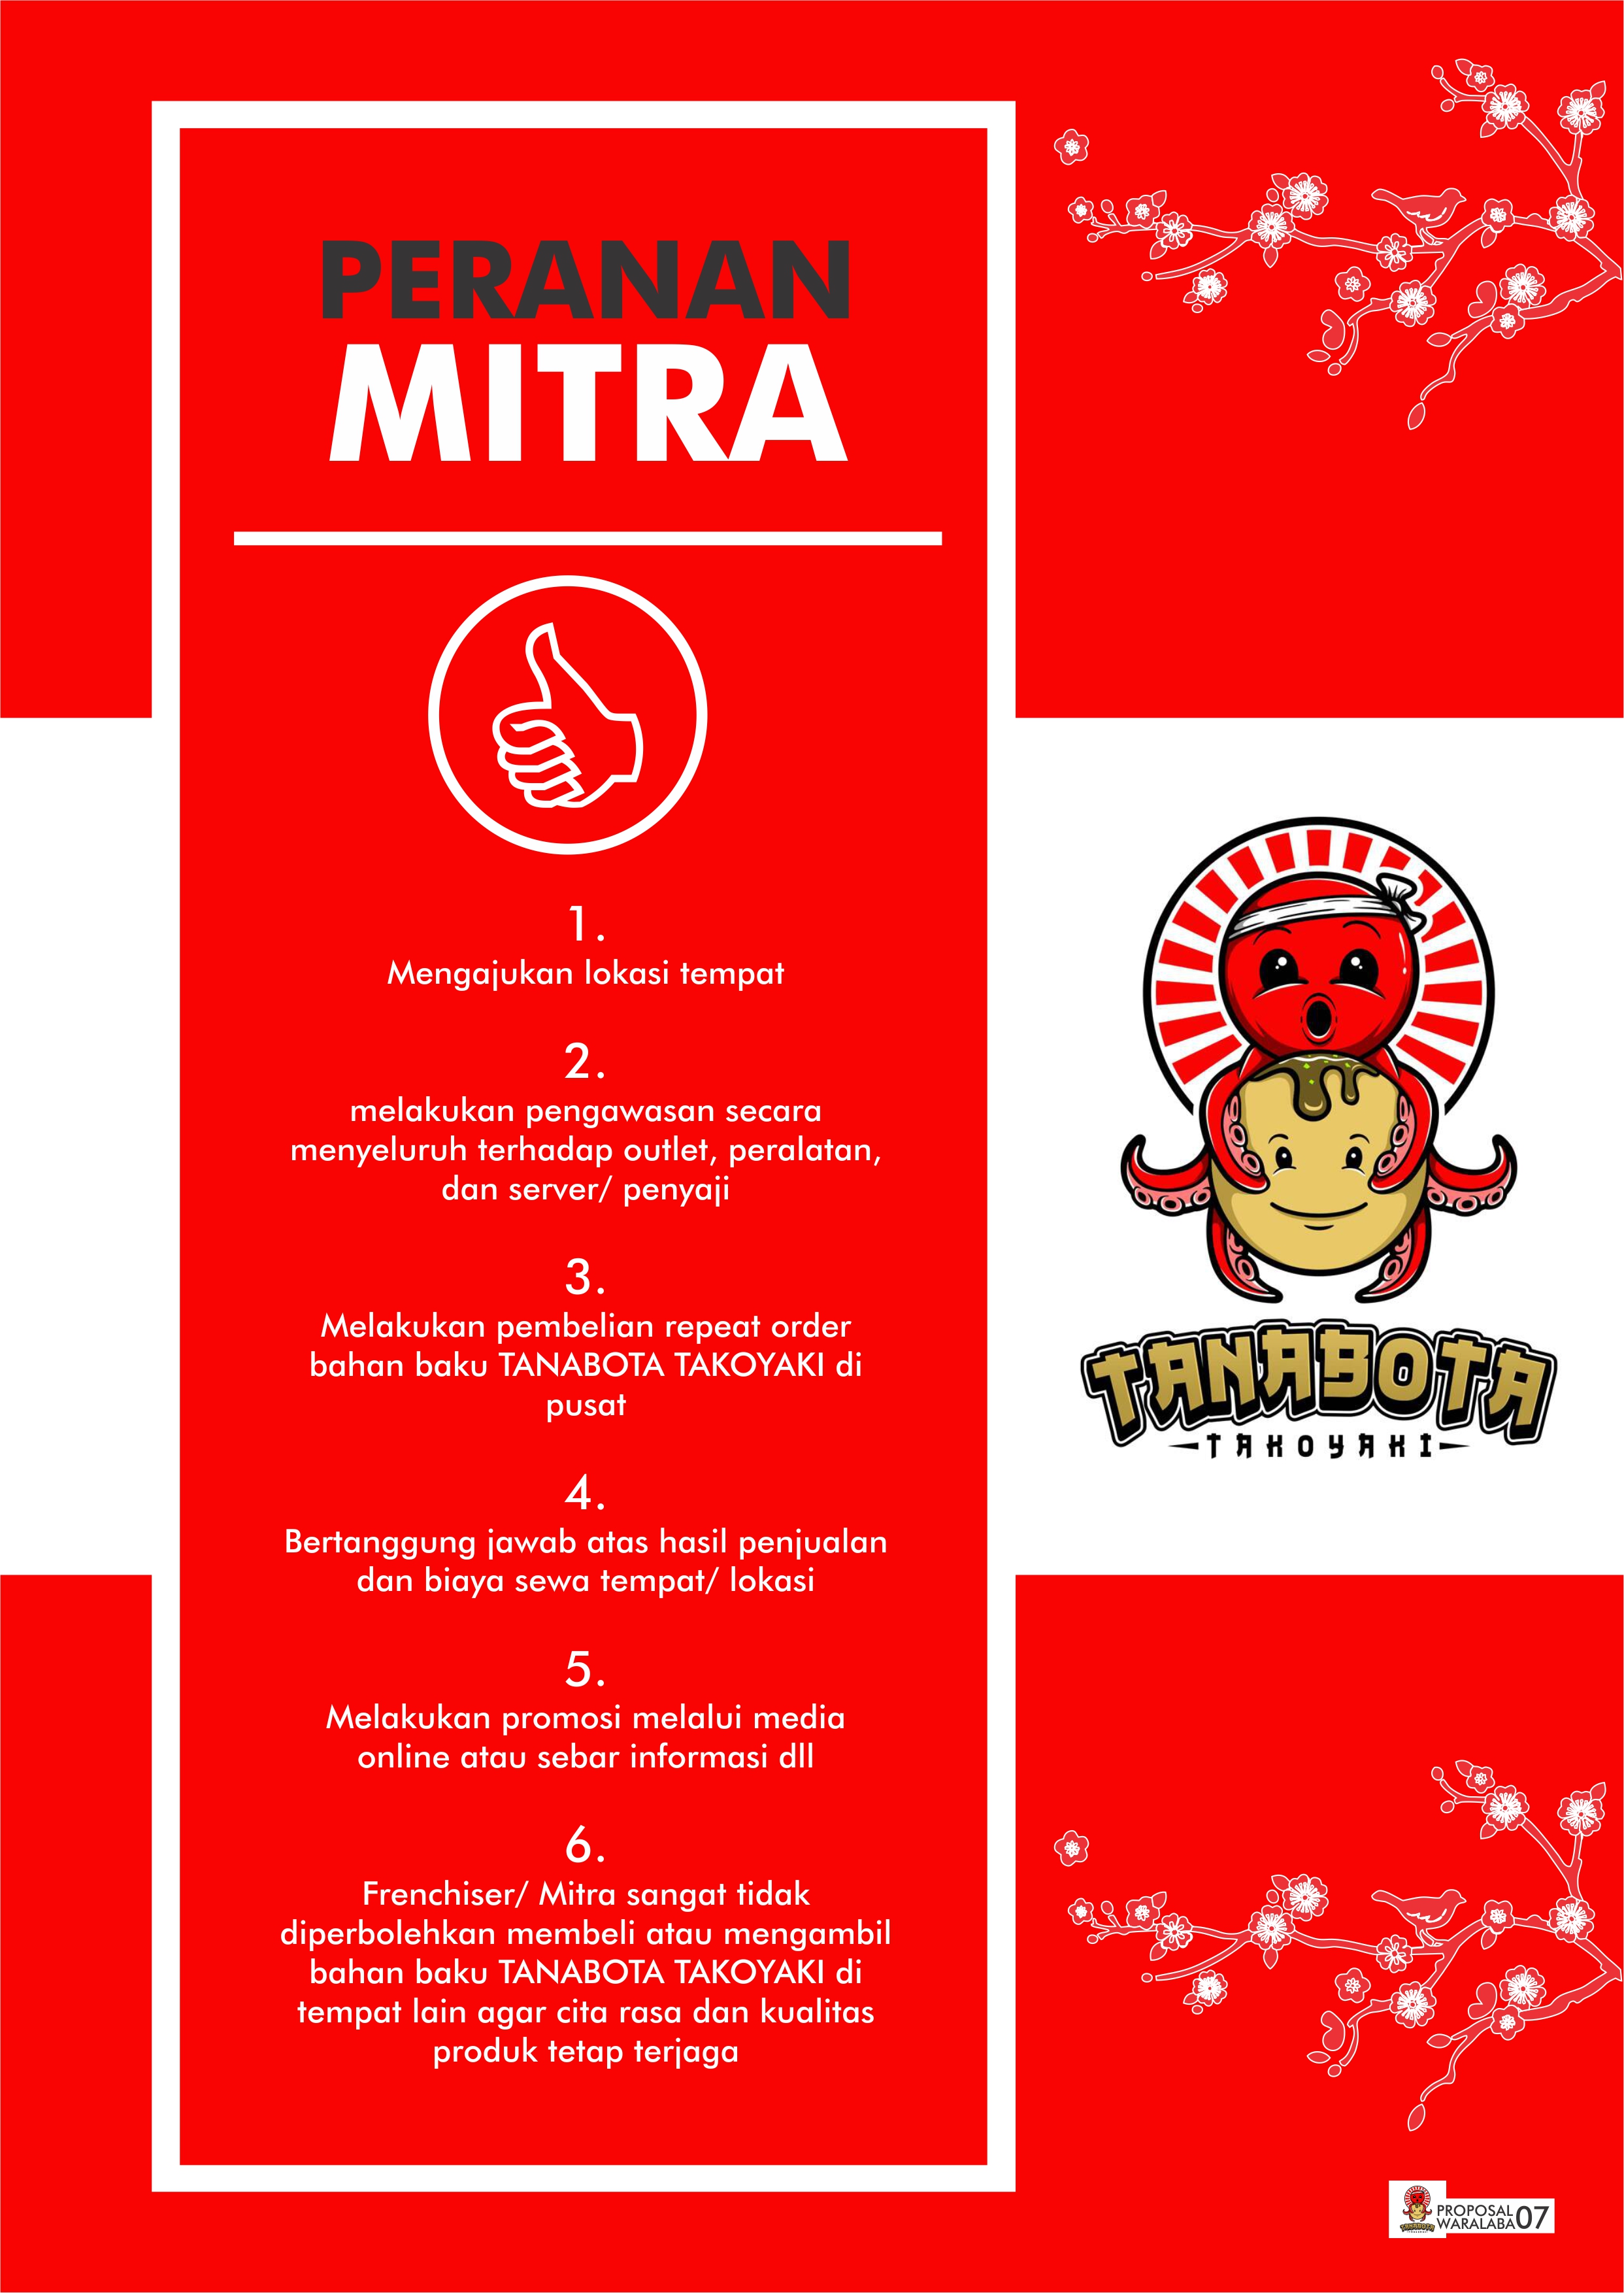 PERANAN
MITRA
1.
Mengajukan lokasi tempat
2.
melakukan pengawasan secara
menyeluruh terhadap outlet, peralatan,
dan server/ penyaji
3.
Melakukan pembelian repeat order
bahan baku TANABOTA TAKOYAKI di
pusat
4.
Bertanggung jawab atas hasil penjualan
dan biaya sewa tempat/ lokasi
5.
Melakukan promosi melalui media
online atau sebar informasi dll
6.
Frenchiser/ Mitra sangat tidak
diperbolehkan membeli atau mengambil
bahan baku TANABOTA TAKOYAKI di
tempat lain agar cita rasa dan kualitas
produk tetap terjaga
TANABOTA
TAKOYAKI
TANABOTA
PROPOSAL
WARALABA 07